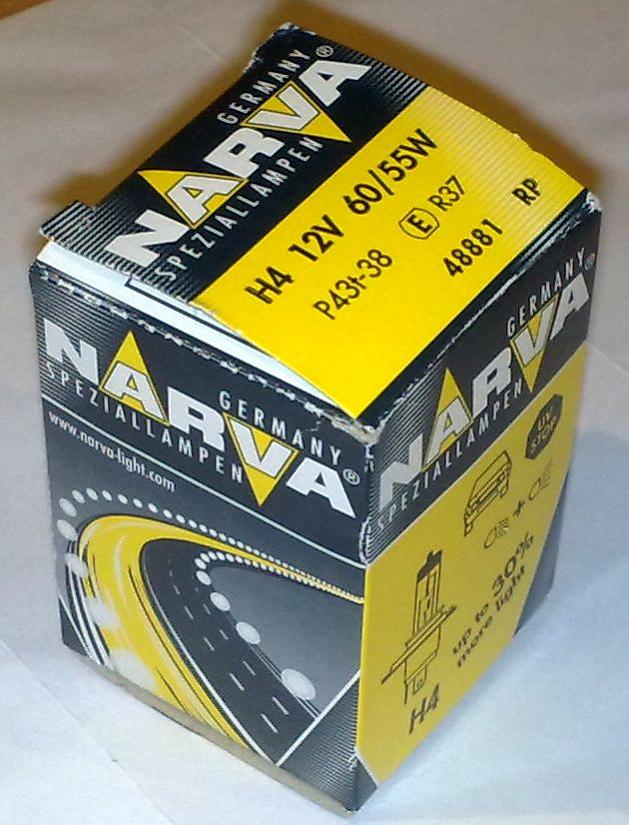 GERMANY
NARVA®
SPEZIALLAMPEN
H4 12V 60/55W
P43t-38 E R37
48881 RP
GERMANY
NARVA®
SPEZIALLAMPEN
www.narva-light.com
GERMANY
NARVA®
SPEZIALLAMPEN
UV
STOP
up to 30%
more light
H4